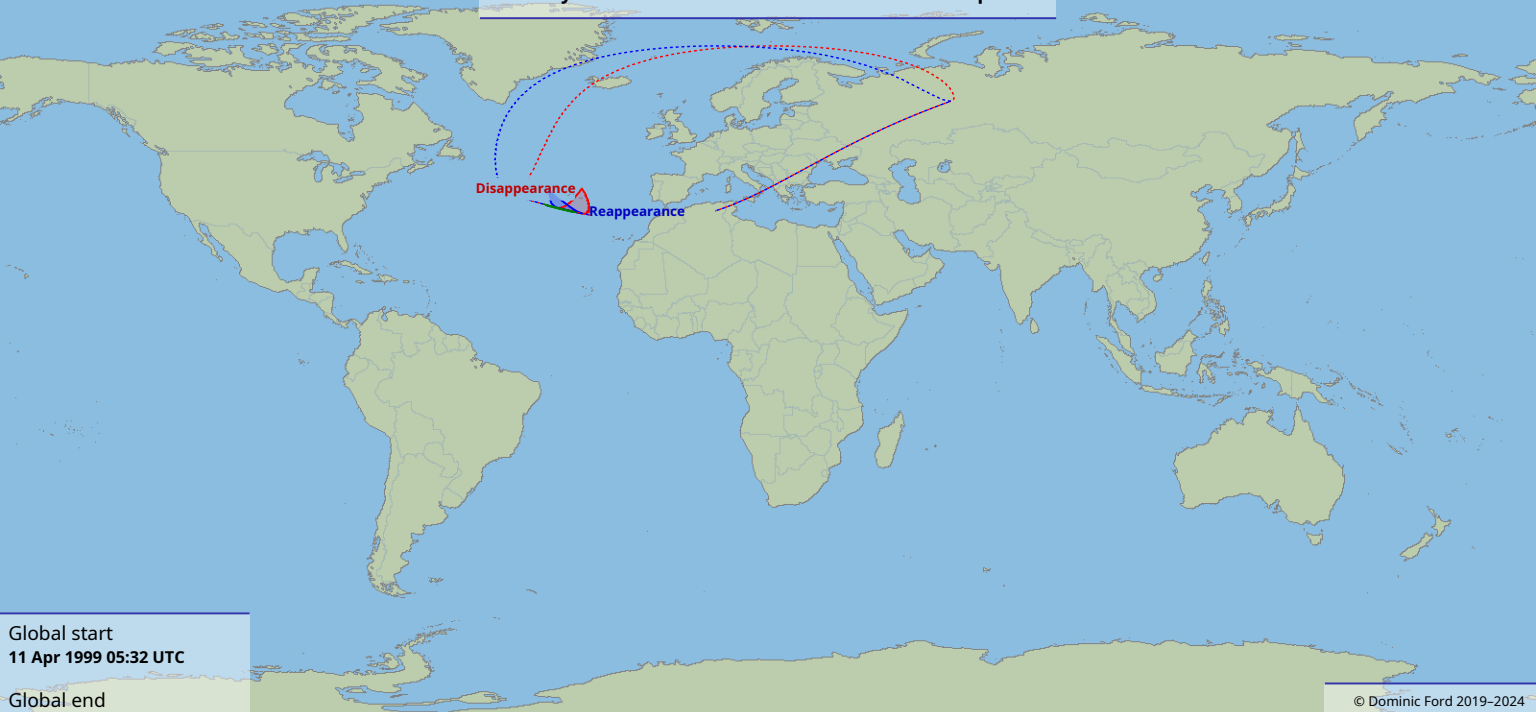 Disappearance
Reappearance
Global start
11 Apr 1999 05:32 UTC
Global end
© Dominic Ford 2019–2024